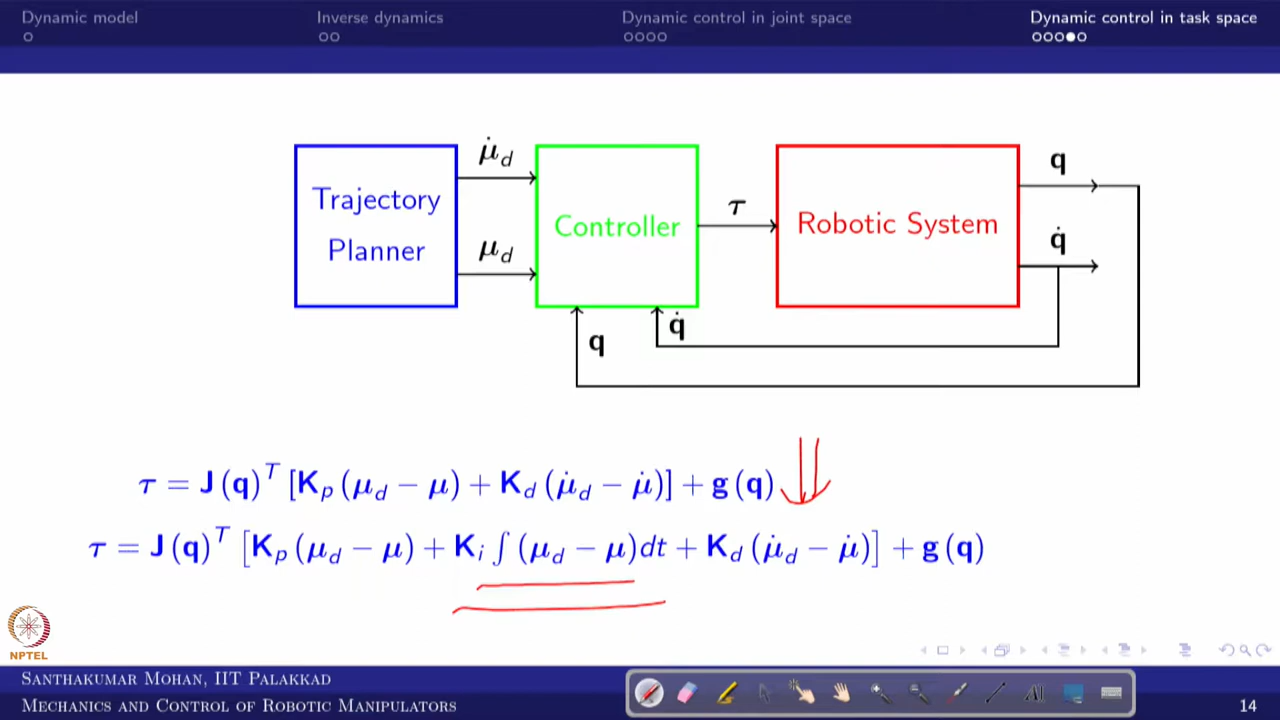 Dynamic model
Inverse dynamics
Dynamic control in joint space
Dynamic control in task space
μ̇_d
μ_d
Trajectory
Planner
Controller
τ
Robotic System
q
q̇
q
q̇
τ = J(q)^T [K_p(μ_d − μ) + K_d(μ̇_d − μ̇)] + g(q)
τ = J(q)^T [K_p(μ_d − μ) + K_i ∫(μ_d − μ)dt + K_d(μ̇_d − μ̇)] + g(q)
NPTEL
Santhakumar Mohan, IIT Palakkad
Mechanics and Control of Robotic Manipulators
14